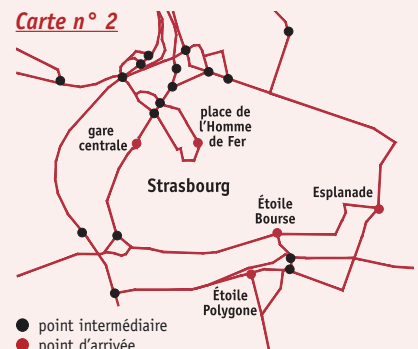 Carte n° 2
place de
l'Homme
de Fer
gare
centrale
Strasbourg
Étoile
Bourse
Esplanade
Étoile
Polygone
point intermédiaire
point d'arrivée